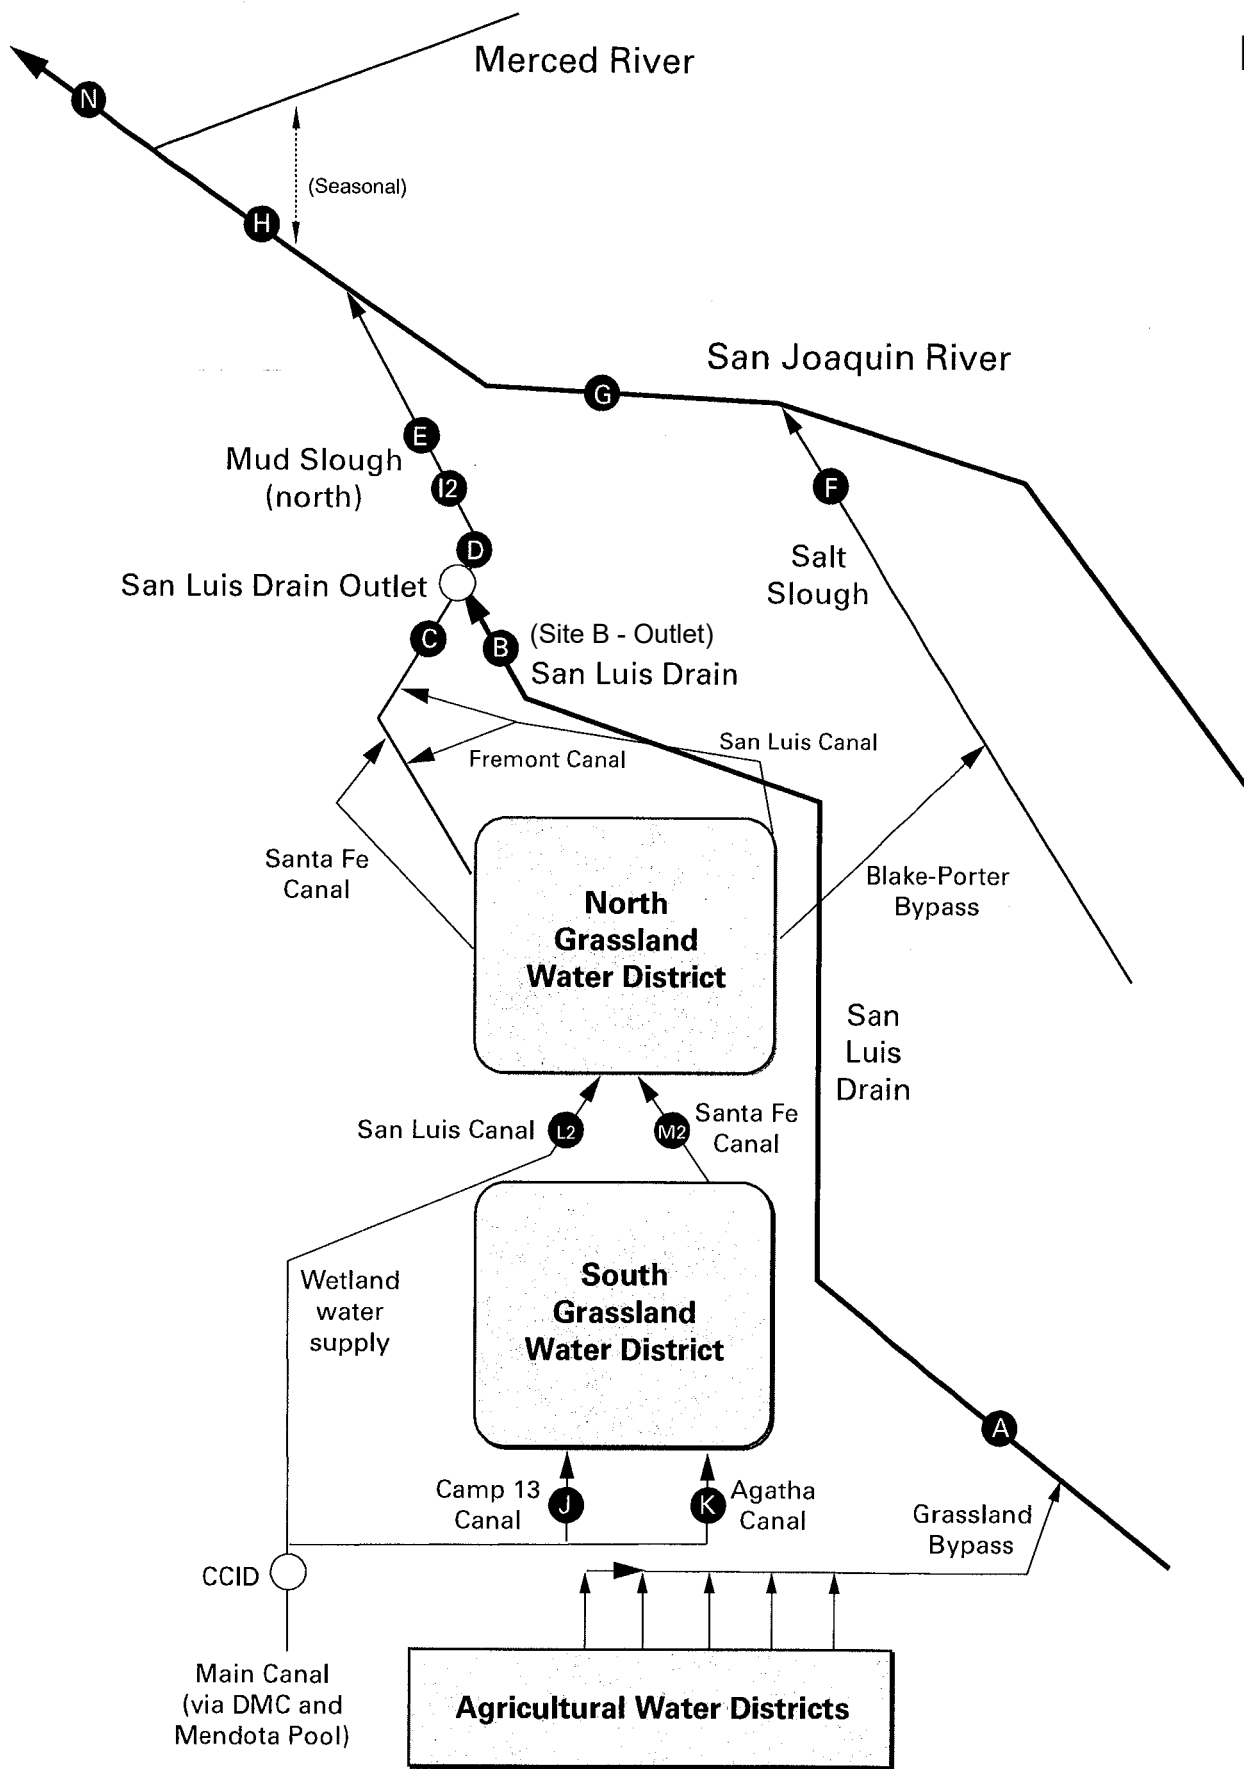 Merced River
N
(Seasonal)
H
San Joaquin River
G
E
Mud Slough
(north)
I2
F
D
Salt
Slough
San Luis Drain Outlet
C
B
(Site B - Outlet)
San Luis Drain
San Luis Canal
Fremont Canal
Santa Fe
Canal
Blake-Porter
Bypass
North
Grassland
Water District
San
Luis
Drain
San Luis Canal
L2
M2
Santa Fe
Canal
Wetland
water
supply
South
Grassland
Water District
A
Camp 13
Canal
J
K
Agatha
Canal
Grassland
Bypass
CCID
Main Canal
(via DMC and
Mendota Pool)
Agricultural Water Districts